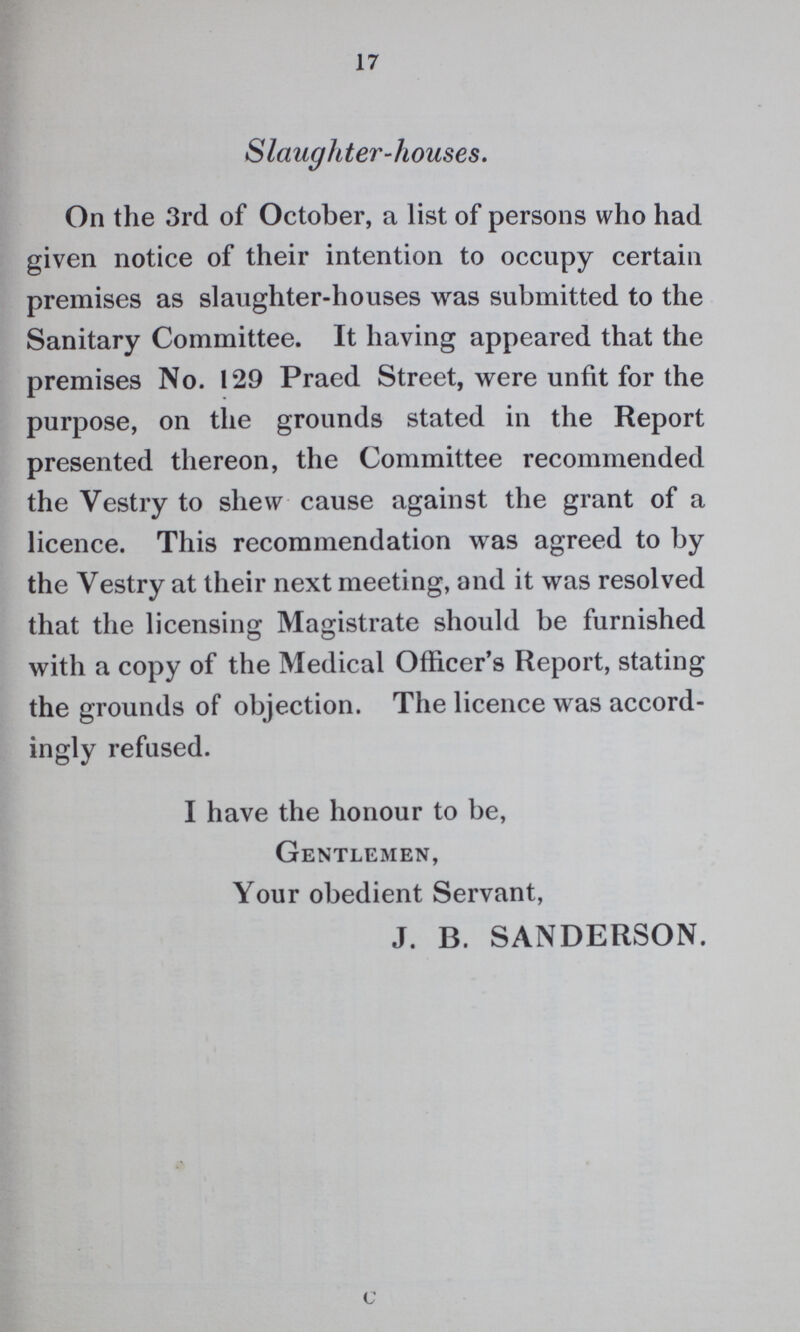 17
Slaughter-houses.
On the 3rd of October, a list of persons who had
given notice of their intention to occupy certain
premises as slaughter-houses was submitted to the
Sanitary Committee. It having appeared that the
premises No. 129 Praed Street, were unfit for the
purpose, on the grounds stated in the Report
presented thereon, the Committee recommended
the Vestry to shew cause against the grant of a
licence. This recommendation was agreed to by
the Vestry at their next meeting, and it was resolved
that the licensing Magistrate should be furnished
with a copy of the Medical Officer's Report, stating
the grounds of objection. The licence was accord-
ingly refused.
I have the honour to be,
GENTLEMEN,
Your obedient Servant,
J. B. SANDERSON.
C